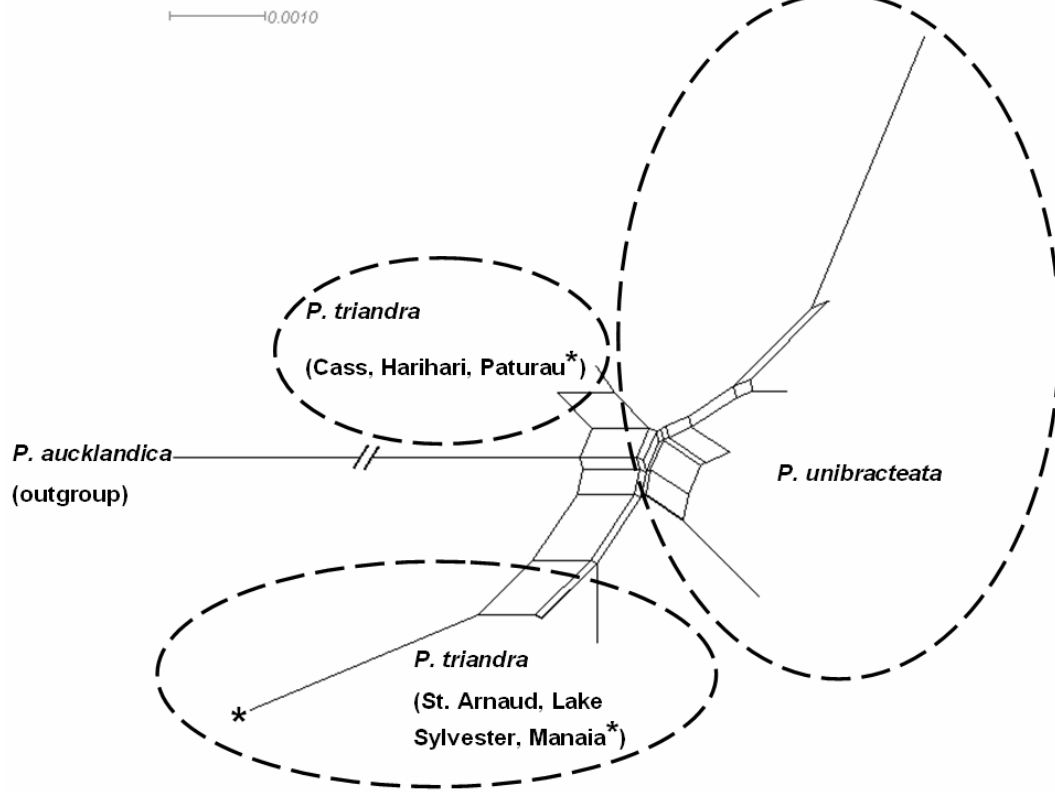 0.0010
P. triandra
(Cass, Harihari, Paturau*)
P. aucklandica
(outgroup)
P. unibracteata
P. triandra
(St. Arnaud, Lake
Sylvester, Manaia*)
*